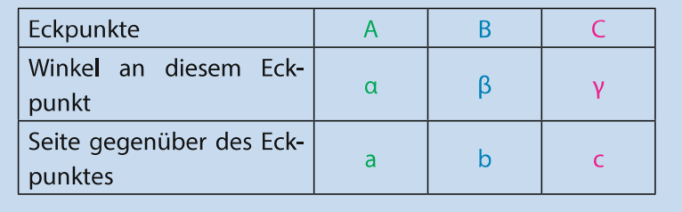 Eckpunkte A B C
Winkel an diesem Eck-
punkt α β γ
Seite gegenüber des Eck-
punktes a b c